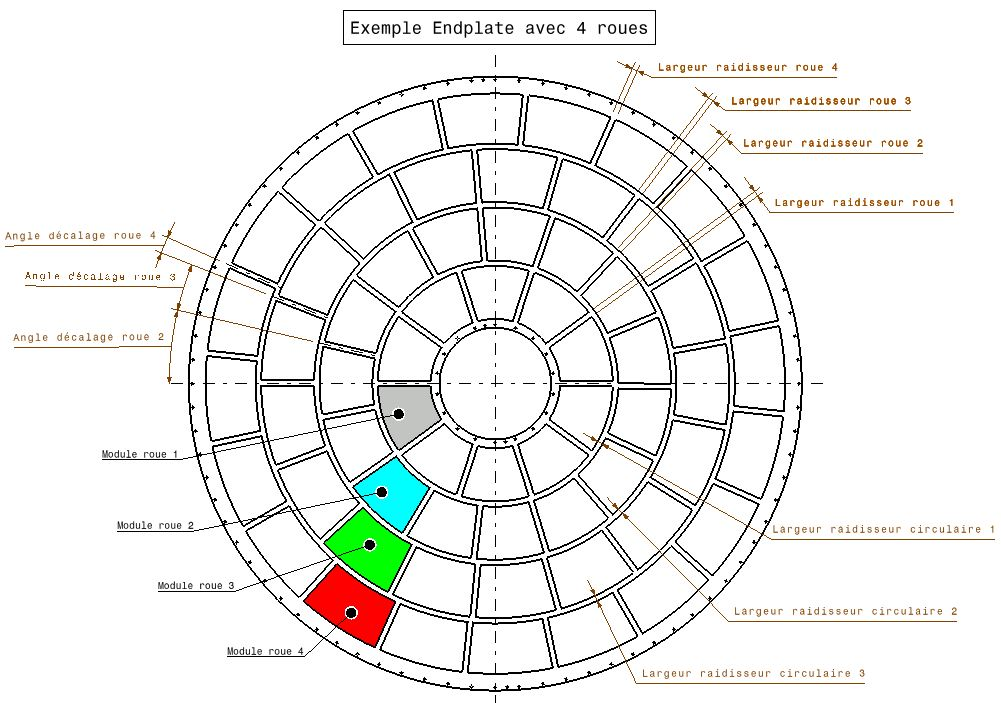 Exemple Endplate avec 4 roues
Largeur raidisseur roue 4
Largeur raidisseur roue 3
Largeur raidisseur roue 2
Largeur raidisseur roue 1
Angle décalage roue 4
Angle décalage roue 3
Angle décalage roue 2
Module roue 1
Module roue 2
Module roue 3
Module roue 4
Largeur raidisseur circulaire 1
Largeur raidisseur circulaire 2
Largeur raidisseur circulaire 3